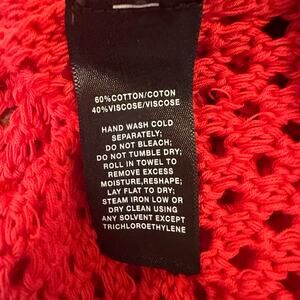 60%COTTON/COTON
40%VISCOSE/VISCOSE
HAND WASH COLD
SEPARATELY;
DO NOT BLEACH;
DO NOT TUMBLE DRY;
ROLL IN TOWEL TO
REMOVE EXCESS
MOISTURE,RESHAPE;
LAY FLAT TO DRY;
STEAM IRON LOW OR
DRY CLEAN USING
ANY SOLVENT EXCEPT
TRICHLOROETHYLENE